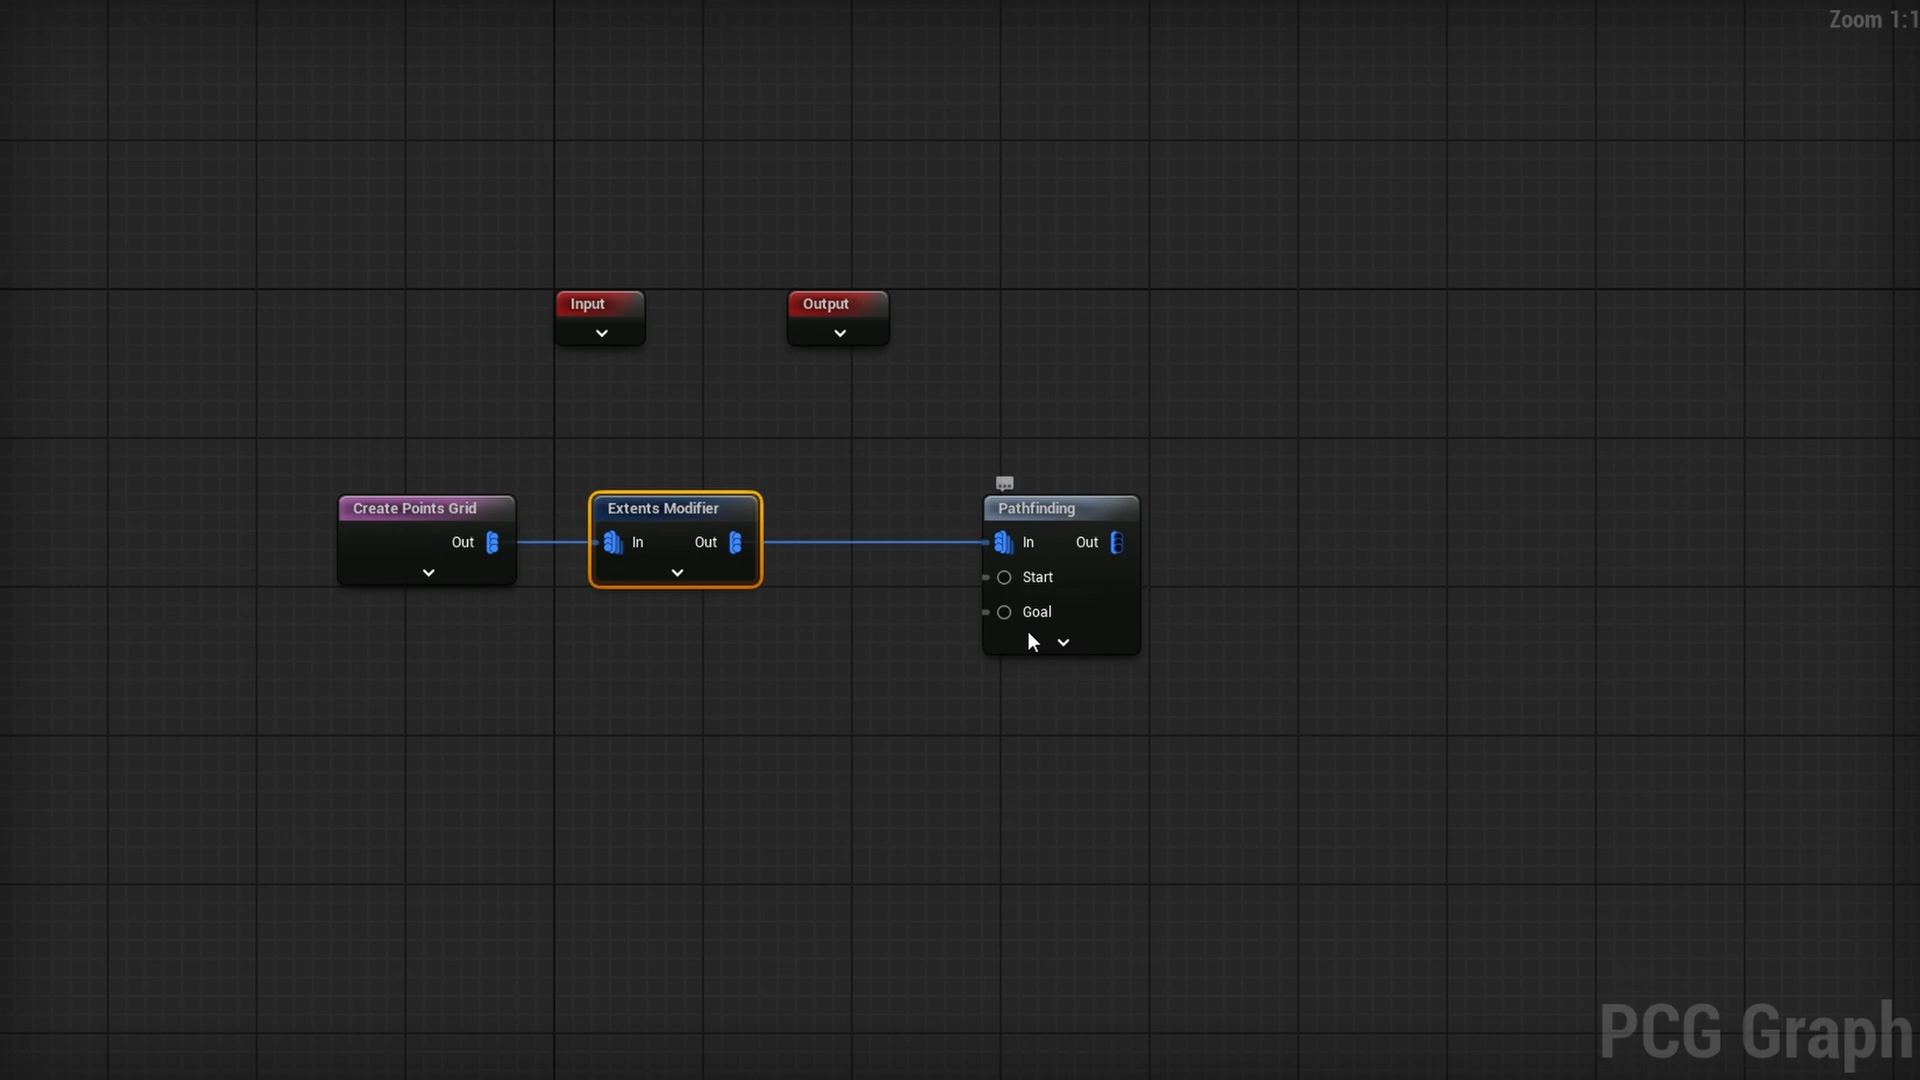 Zoom 1:1
Input
Output
Create Points Grid
Out
Extents Modifier
In Out
Pathfinding
In Out
Start
Goal
PCG Graph